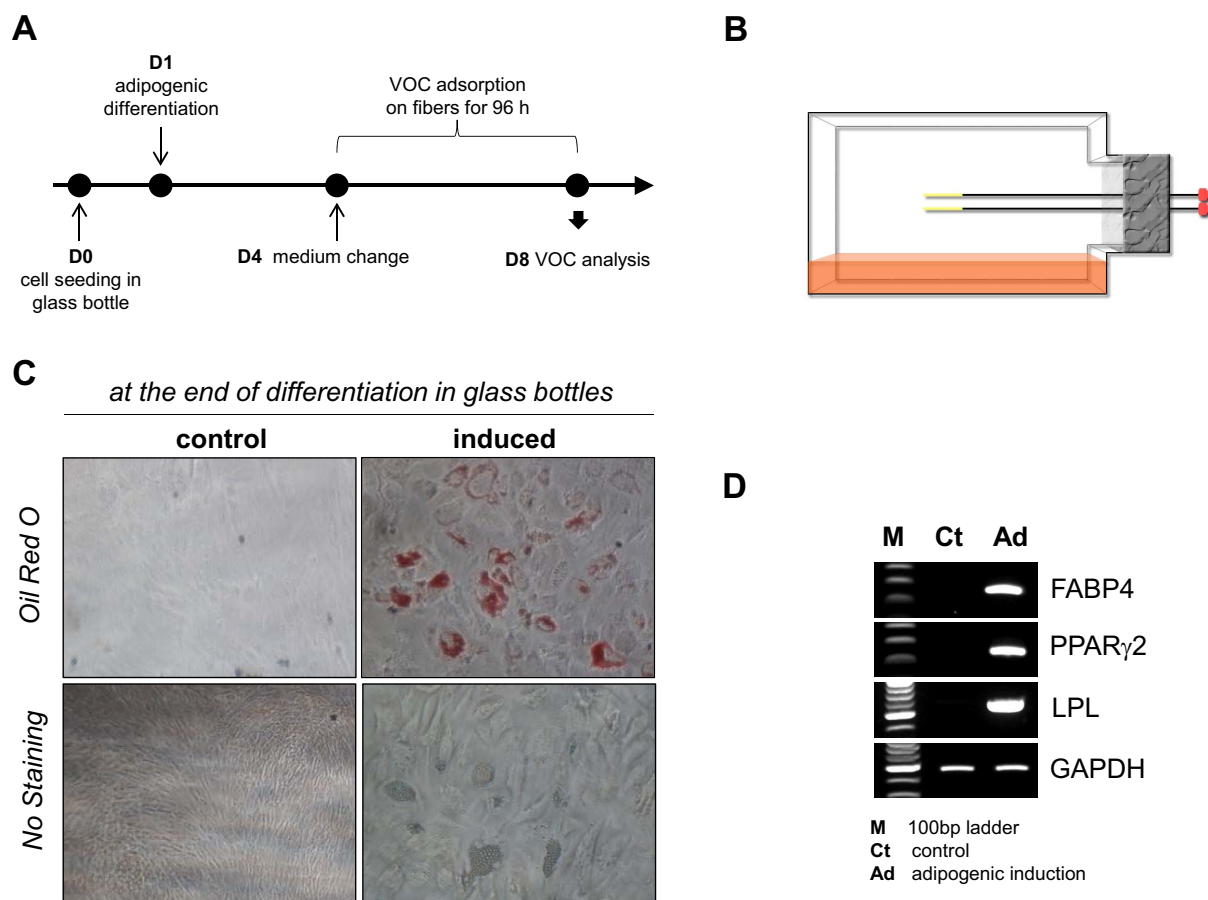 A
D1
adipogenic
differentiation
VOC adsorption
on fibers for 96 h
D0
cell seeding in
glass bottle
D4 medium change
D8 VOC analysis
B
C
at the end of differentiation in glass bottles
control
induced
Oil Red O
No Staining
D
M Ct Ad
FABP4
PPARγ2
LPL
GAPDH
M 100bp ladder
Ct control
Ad adipogenic induction